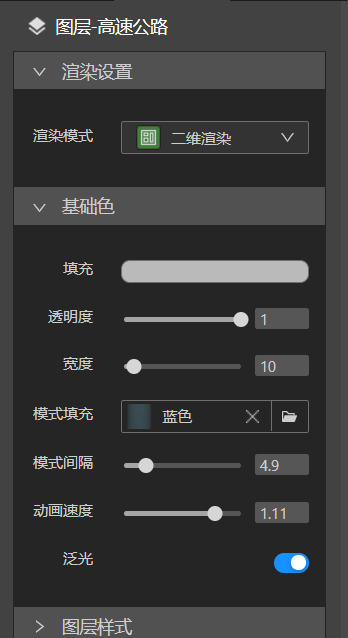 图层-高速公路
渲染设置
渲染模式 二维渲染
基础色
填充
透明度 1
宽度 10
模式填充 蓝色
模式间隔 4.9
动画速度 1.11
泛光
图层样式